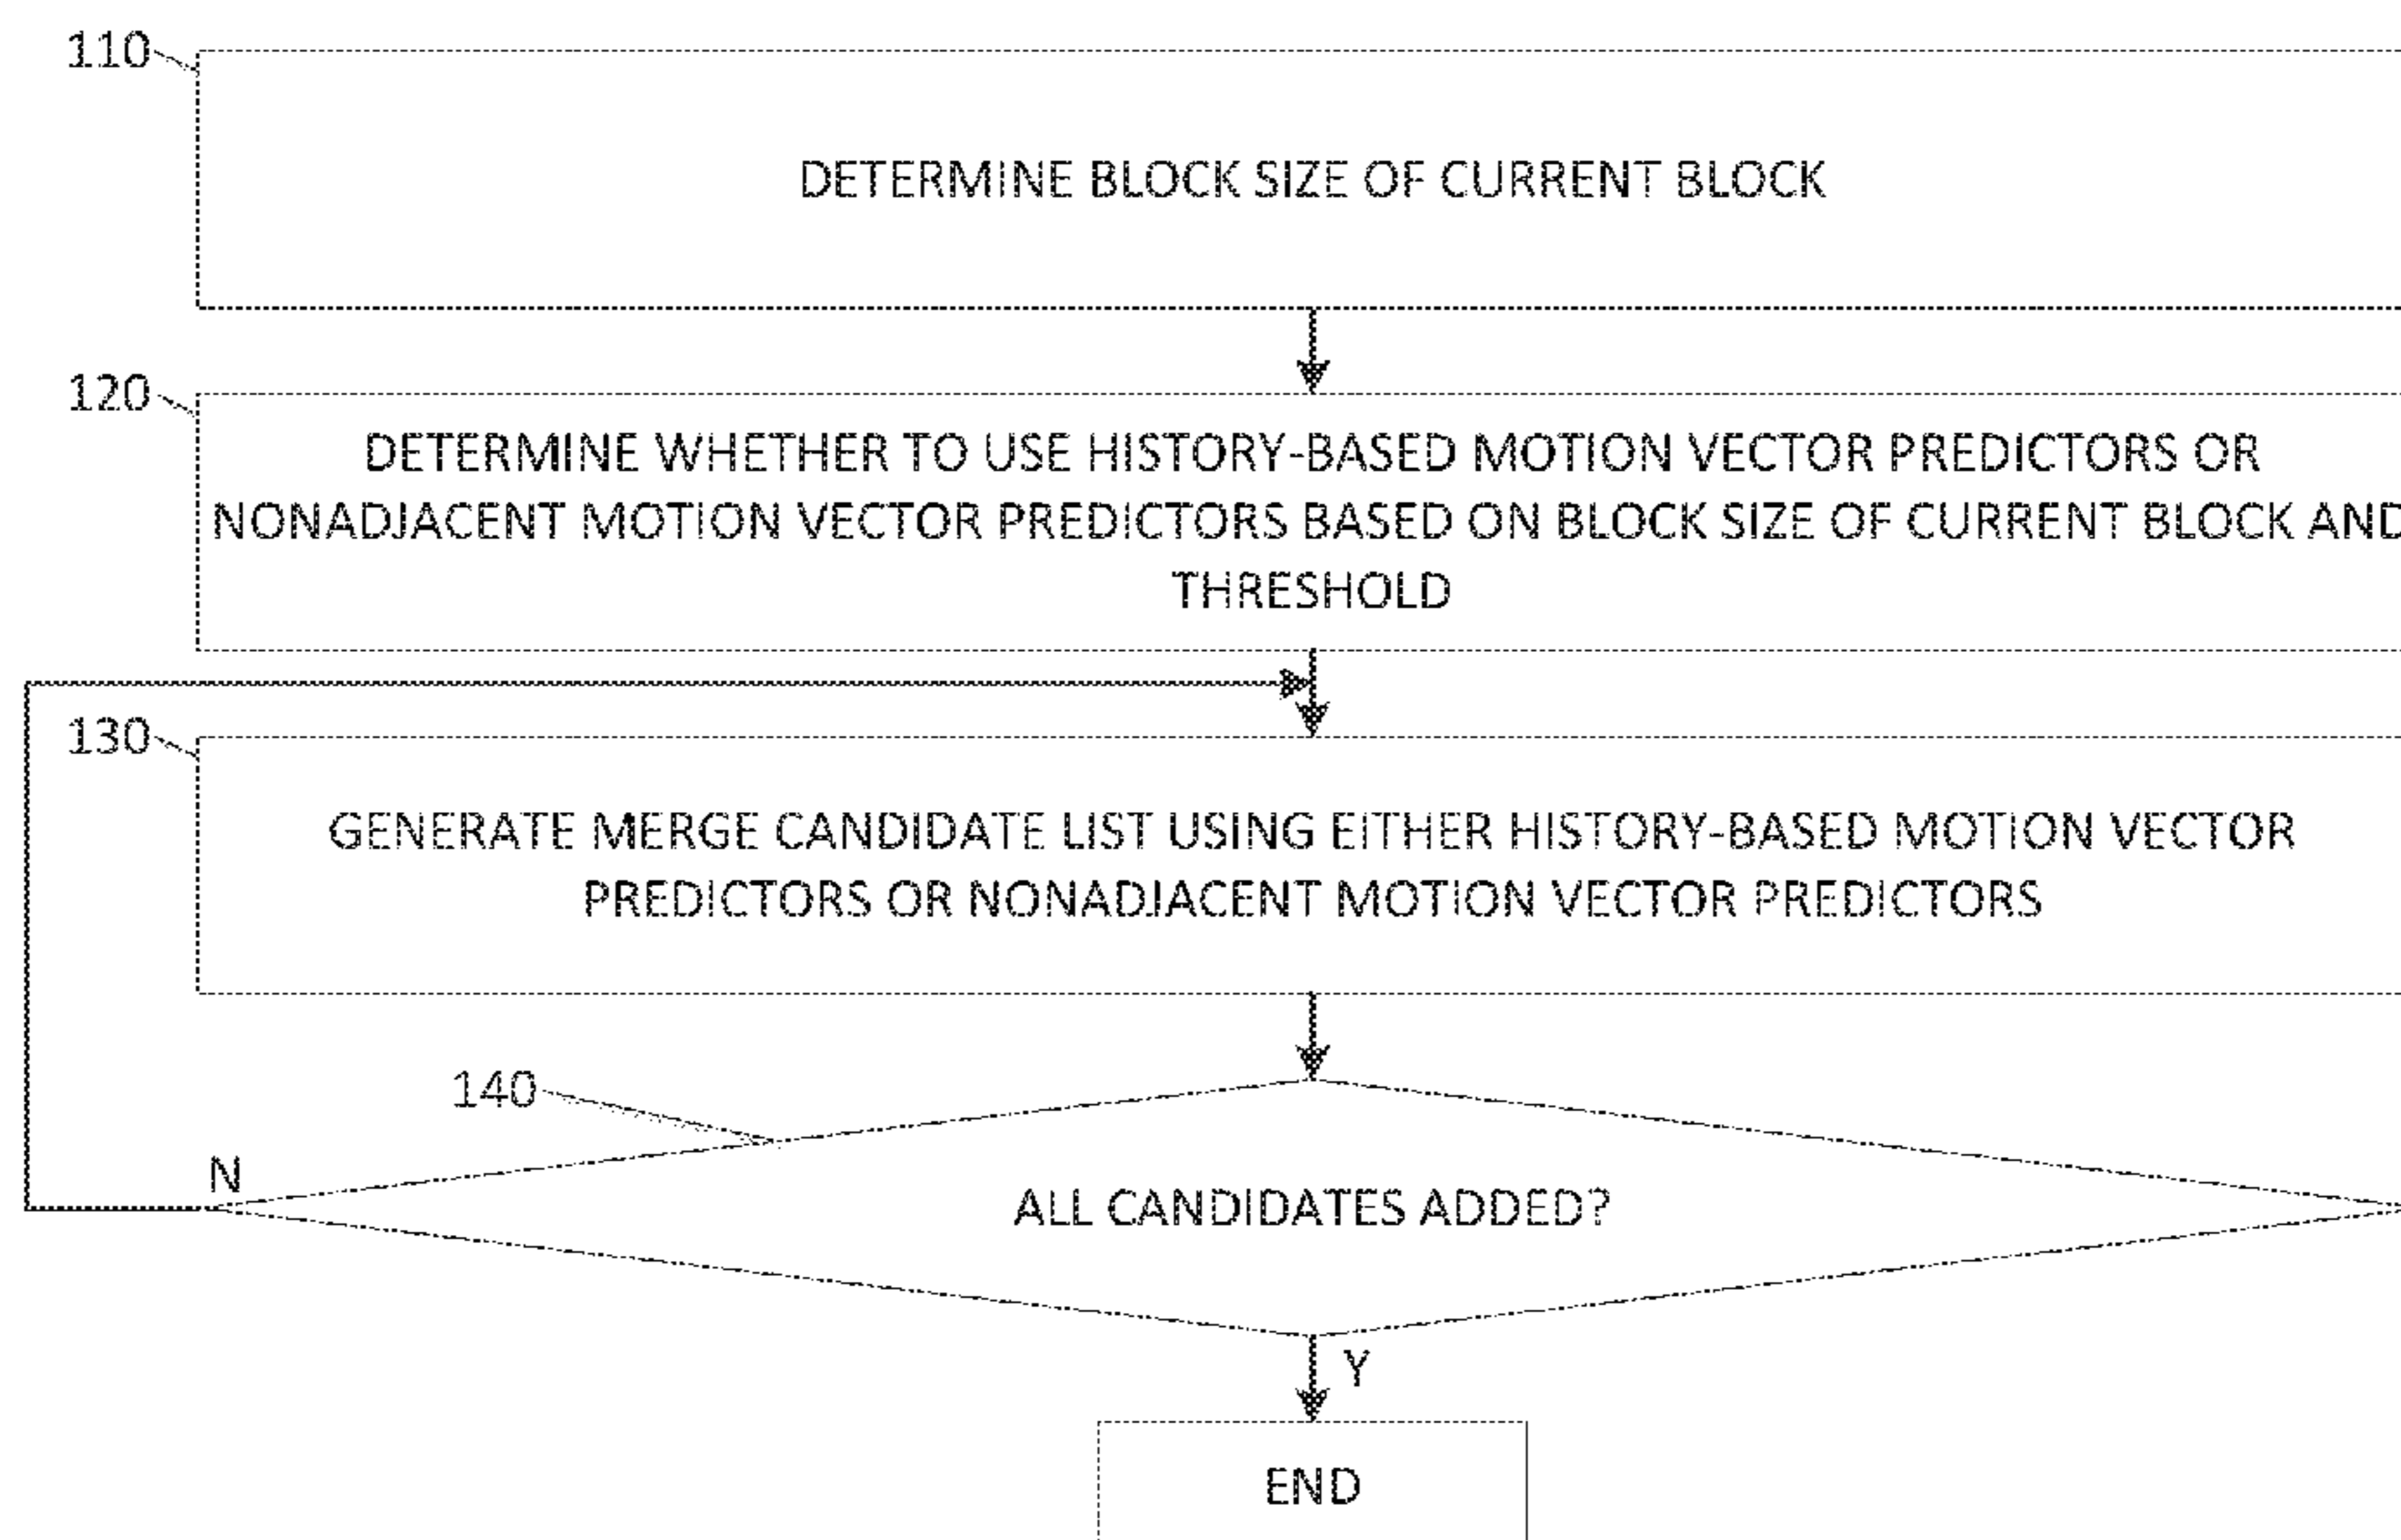 110
DETERMINE BLOCK SIZE OF CURRENT BLOCK
120
DETERMINE WHETHER TO USE HISTORY-BASED MOTION VECTOR PREDICTORS OR
NONADJACENT MOTION VECTOR PREDICTORS BASED ON BLOCK SIZE OF CURRENT BLOCK AND
THRESHOLD
130
GENERATE MERGE CANDIDATE LIST USING EITHER HISTORY-BASED MOTION VECTOR
PREDICTORS OR NONADJACENT MOTION VECTOR PREDICTORS
140
N
ALL CANDIDATES ADDED?
Y
END